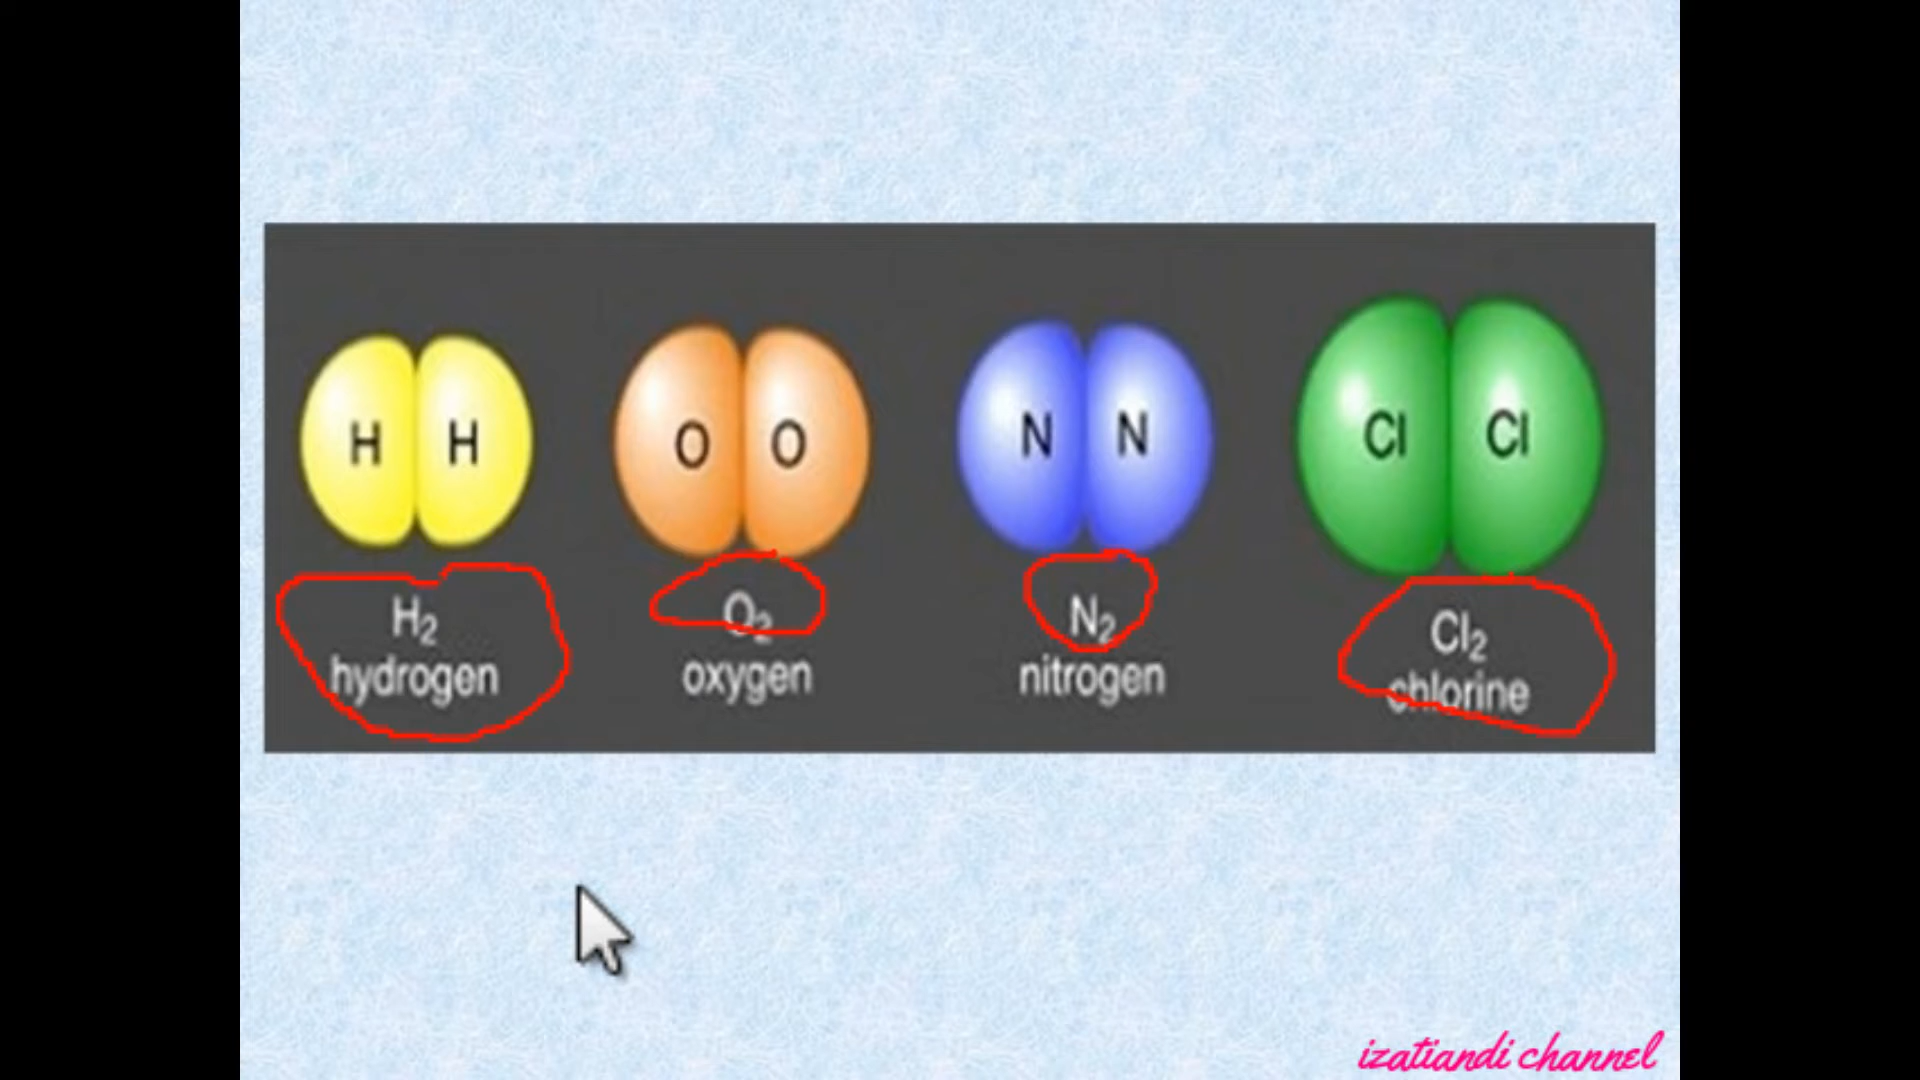 H H
O O
N N
Cl Cl
H₂
hydrogen
O₂
oxygen
N₂
nitrogen
Cl₂
chlorine
izatiandi channel